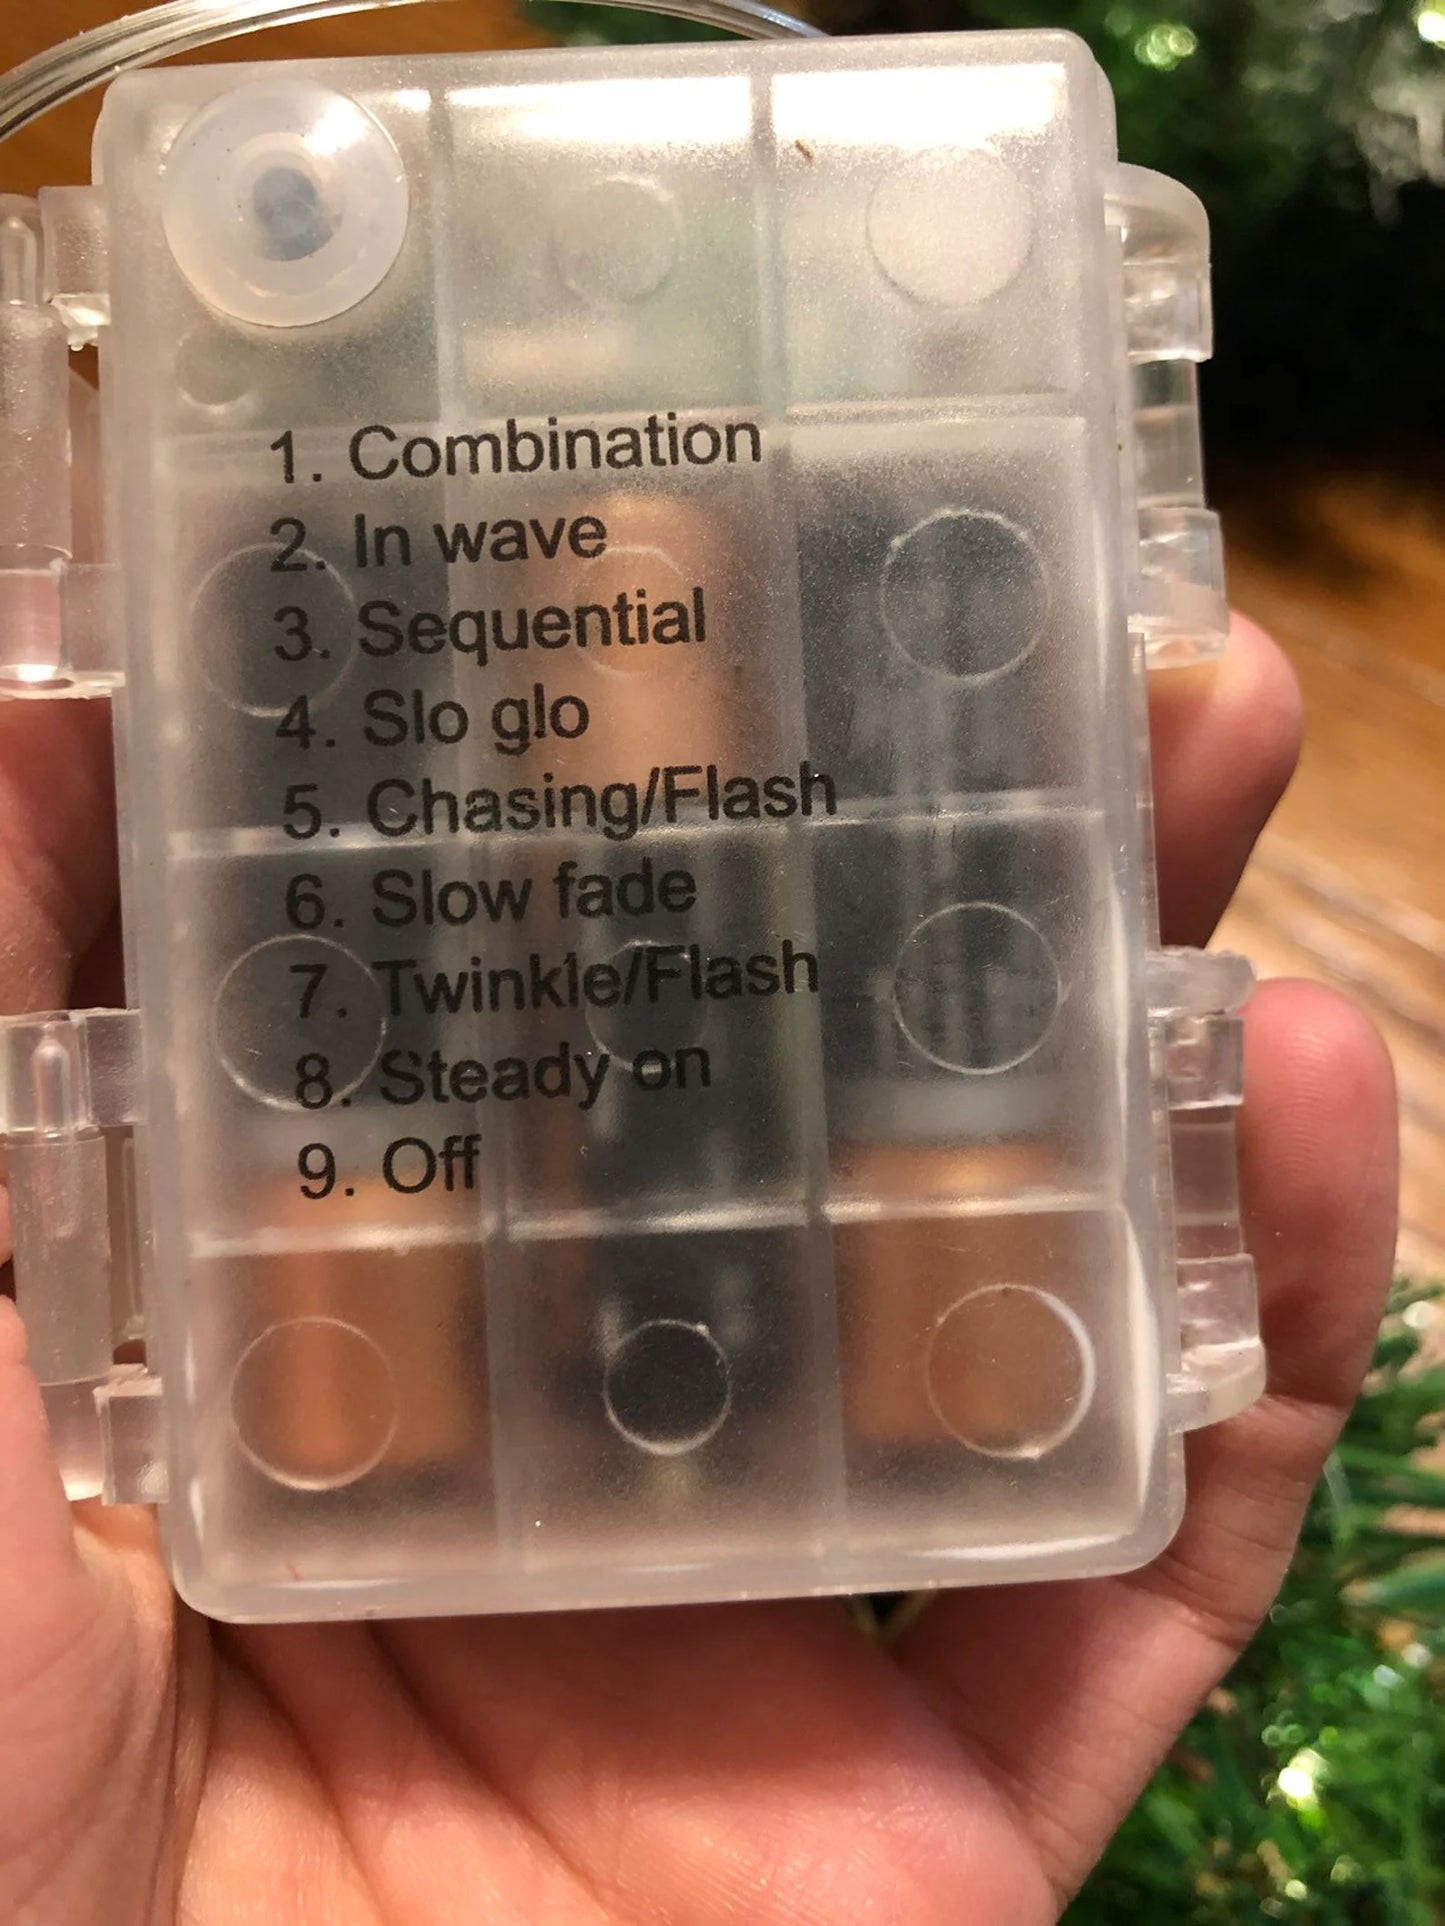 1. Combination
2. In wave
3. Sequential
4. Slo glo
5. Chasing/Flash
6. Slow fade
7. Twinkle/Flash
8. Steady on
9. Off